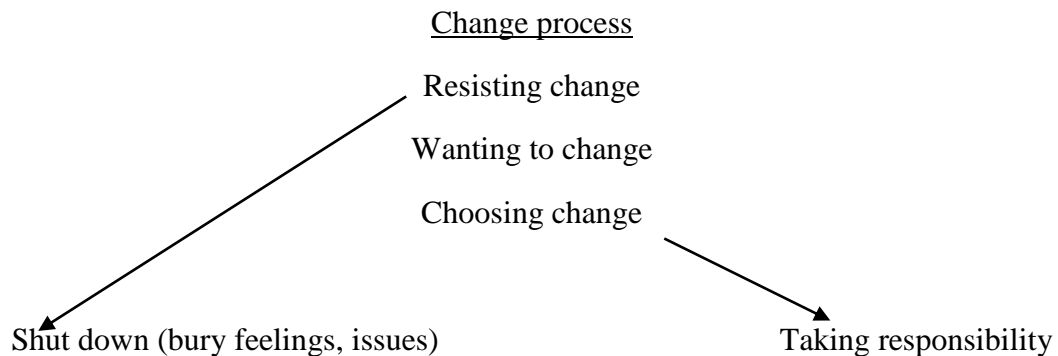 Change process
Resisting change
Wanting to change
Choosing change
Shut down (bury feelings, issues) Taking responsibility